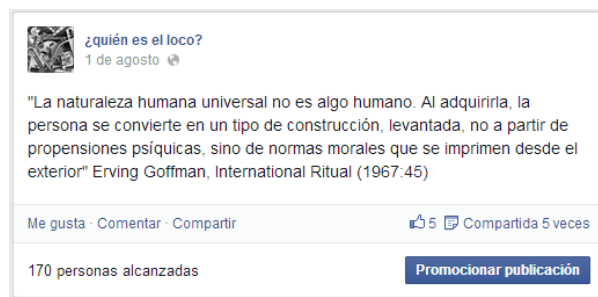 ¿quién es el loco?
1 de agosto
"La naturaleza humana universal no es algo humano. Al adquirirla, la
persona se convierte en un tipo de construcción, levantada, no a partir de
propensiones psíquicas, sino de normas morales que se imprimen desde el
exterior" Erving Goffman, International Ritual (1967:45)
Me gusta · Comentar · Compartir 5 Compartida 5 veces
170 personas alcanzadas Promocionar publicación